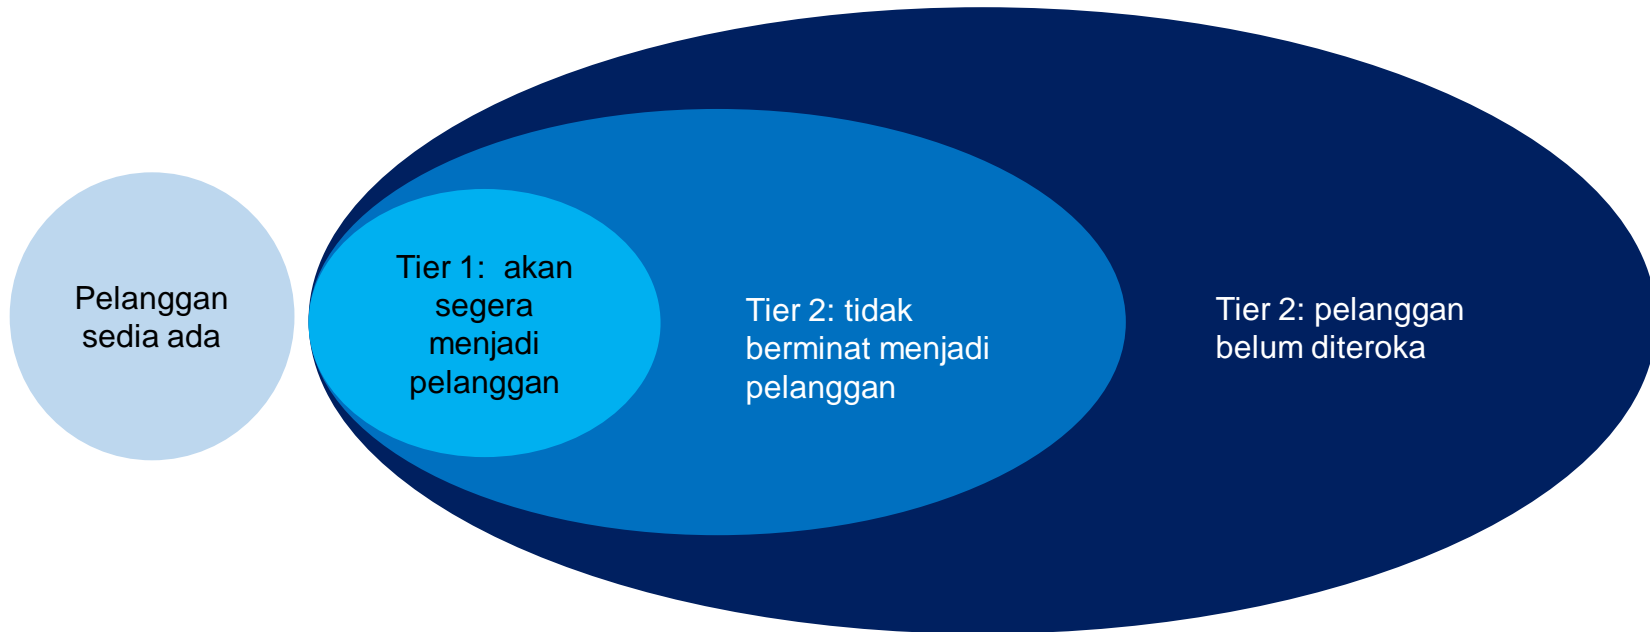 Pelanggan
sedia ada
Tier 1:  akan
segera
menjadi
pelanggan
Tier 2: tidak
berminat menjadi
pelanggan
Tier 2: pelanggan
belum diteroka